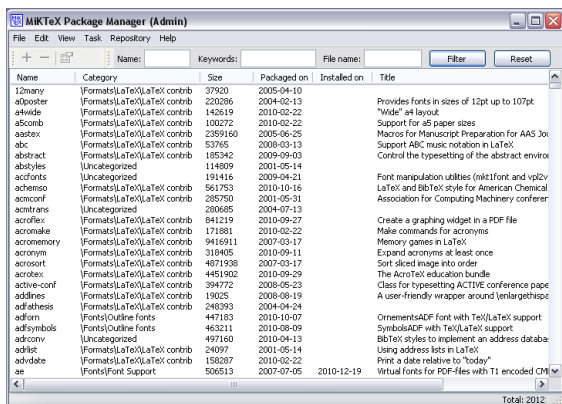 MiKTeX Package Manager (Admin)
File Edit View Task Repository Help
Name: Keywords: File name: Filter Reset
Name Category Size Packaged on Installed on Title
12many \Formats\LaTeX\LaTeX contrib 37920 2005-04-10
a0poster \Formats\LaTeX\LaTeX contrib 220286 2004-02-13 Provides fonts in sizes of 12pt up to 107pt
a4wide \Formats\LaTeX\LaTeX contrib 142619 2010-02-22 "Wide" a4 layout
a5comb \Formats\LaTeX\LaTeX contrib 100272 2010-02-22 Support for a5 paper sizes
aastex \Formats\LaTeX\LaTeX contrib 2359160 2005-06-25 Macros for Manuscript Preparation for AAS Jou
abc \Formats\LaTeX\LaTeX contrib 53765 2008-03-13 Support ABC music notation in LaTeX
abstract \Formats\LaTeX\LaTeX contrib 185342 2009-09-03 Control the typesetting of the abstract enviror
abstyles \Uncategorized 114809 2001-05-14
accfonts \Uncategorized 191416 2009-04-21 Font manipulation utilities (mkt1font and vpl2v
achemso \Formats\LaTeX\LaTeX contrib 561753 2010-10-16 LaTeX and BibTeX style for American Chemical
acmconf \Formats\LaTeX\LaTeX contrib 285750 2001-05-31 Association for Computing Machinery conferen
acmtrans \Uncategorized 280685 2004-07-13
acroflex \Formats\LaTeX\LaTeX contrib 841219 2010-09-27 Create a graphing widget in a PDF file
acromake \Formats\LaTeX\LaTeX contrib 171881 2010-02-22 Make commands for acronyms
acromemory \Formats\LaTeX\LaTeX contrib 9416911 2007-03-17 Memory games in LaTeX
acronym \Formats\LaTeX\LaTeX contrib 318405 2010-09-11 Expand acronyms at least once
acrosort \Formats\LaTeX\LaTeX contrib 4871938 2007-03-17 Sort sliced image into order
acrotex \Formats\LaTeX\LaTeX contrib 4451902 2010-09-29 The AcroTeX education bundle
active-conf \Formats\LaTeX\LaTeX contrib 394772 2008-05-23 Class for typesetting ACTIVE conference pape
addlines \Formats\LaTeX\LaTeX contrib 19025 2008-08-19 A user-friendly wrapper around \enlargethispa
adfathesis \Formats\LaTeX\LaTeX contrib 248393 2004-04-24
adforn \Fonts\Outline fonts 447183 2010-10-07 OrnementsADF font with TeX/LaTeX support
adfsymbols \Fonts\Outline fonts 463211 2010-08-09 SymbolsADF with TeX/LaTeX support
adrconv \Uncategorized 497160 2010-04-13 BibTeX styles to implement an address databa
adrlist \Formats\LaTeX\LaTeX contrib 24097 2001-05-14 Using address lists in LaTeX
advdate \Formats\LaTeX\LaTeX contrib 158287 2010-02-22 Print a date relative to "today"
ae \Fonts\Font Support 506513 2007-07-05 2010-12-19 Virtual fonts for PDF-files with T1 encoded CM
Total: 2012